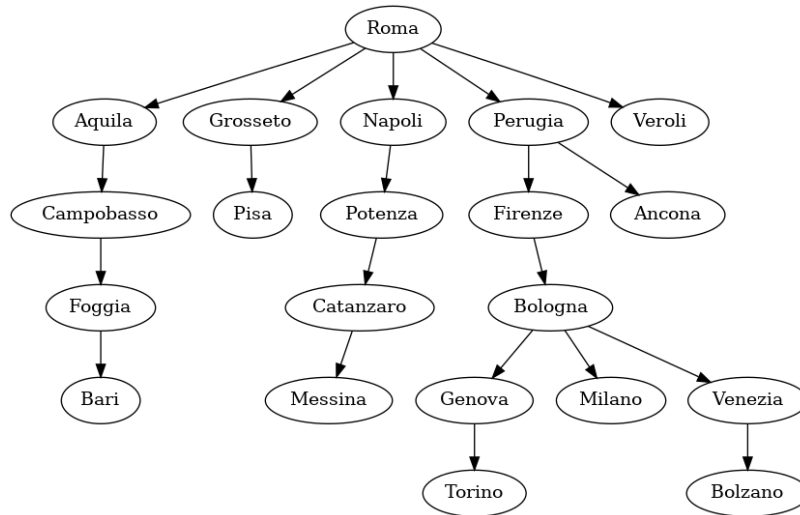 Roma
Aquila
Grosseto
Napoli
Perugia
Veroli
Campobasso
Pisa
Potenza
Firenze
Ancona
Foggia
Catanzaro
Bologna
Bari
Messina
Genova
Milano
Venezia
Torino
Bolzano